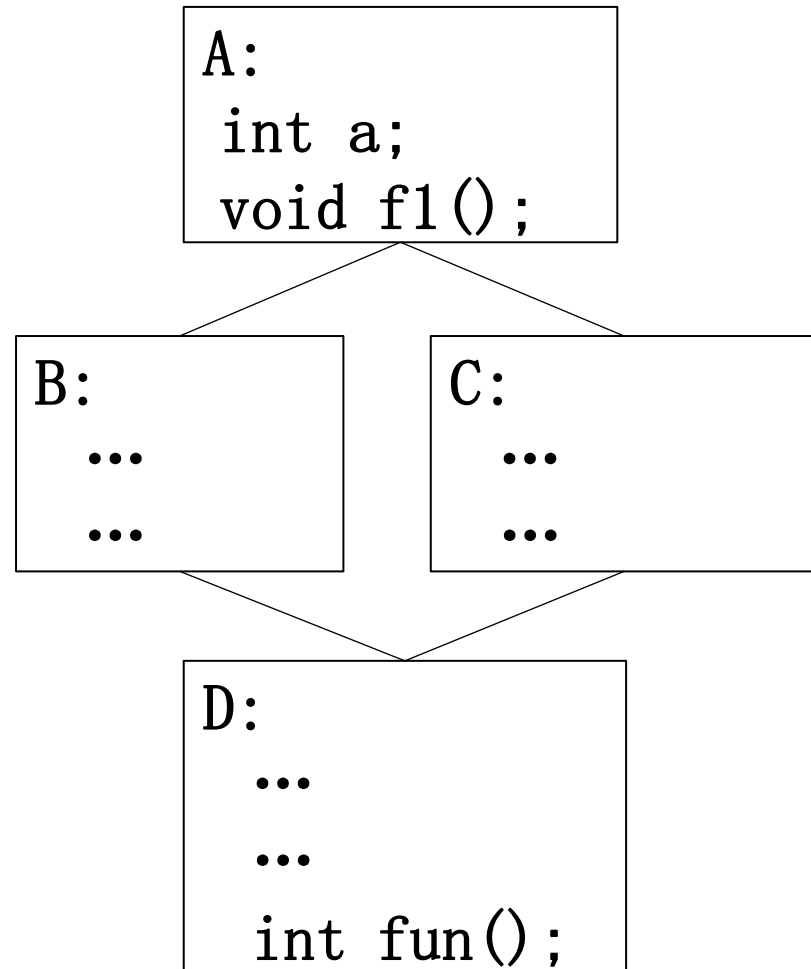 A:
int a;
void f1();
B:
…
…
C:
…
…
D:
…
…
int fun();